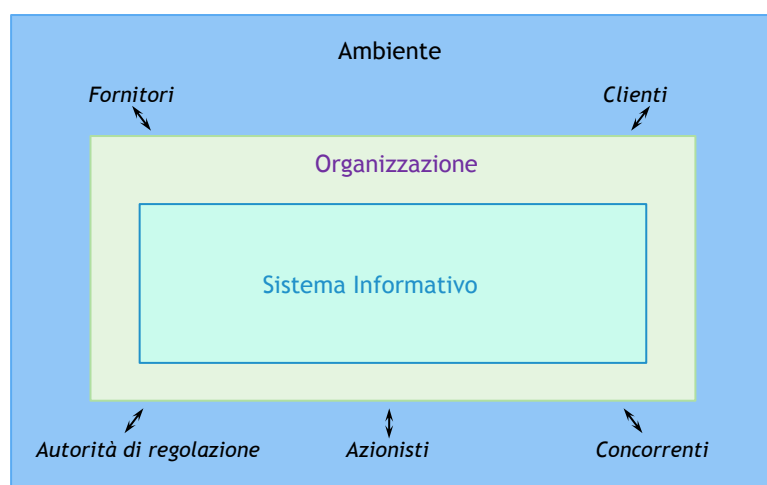 Ambiente
Fornitori
Clienti
Organizzazione
Sistema Informativo
Autorità di regolazione
Azionisti
Concorrenti